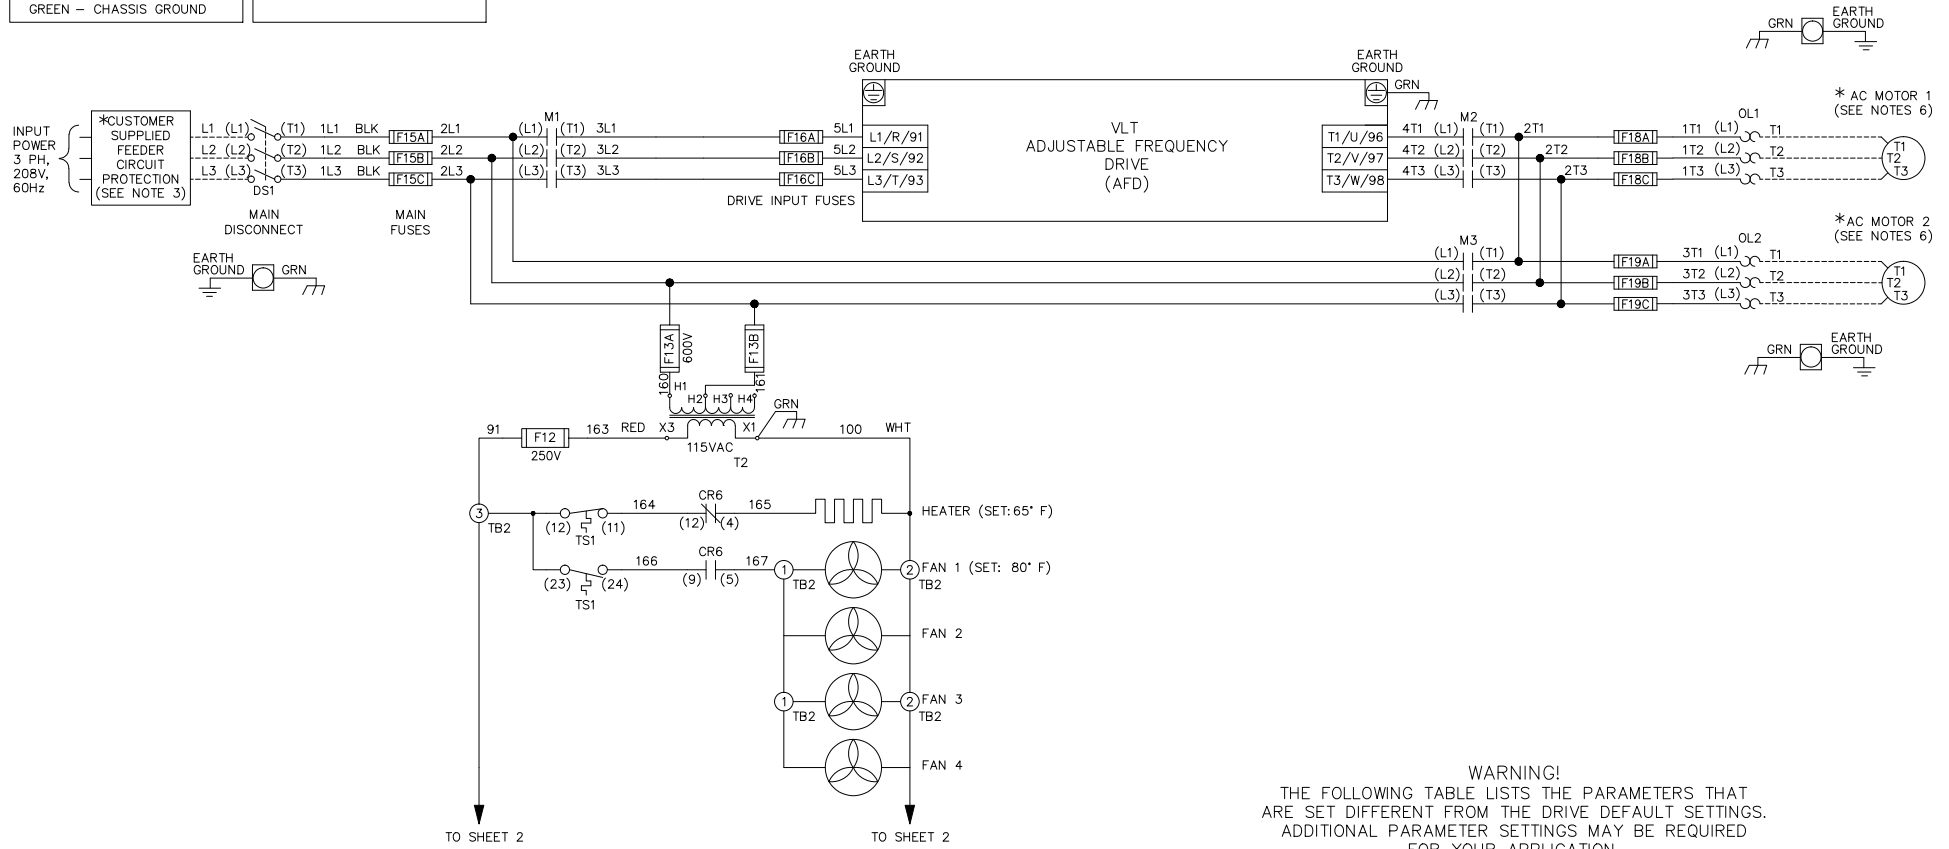 GREEN – CHASSIS GROUND
EARTH
GROUND
GRN
EARTH
GROUND
EARTH
GROUND
GRN
INPUT
POWER
3 PH,
208V,
60Hz
*CUSTOMER
SUPPLIED
FEEDER
CIRCUIT
PROTECTION
(SEE NOTE 3)
L1 (L1) (T1) 1L1 BLK F15A 2L1 (L1) M1 (T1) 3L1 F16A 5L1 L1/R/91
L2 (L2) (T2) 1L2 BLK F15B 2L2 (L2) (T2) 3L2 F16B 5L2 L2/S/92
L3 (L3) (T3) 1L3 BLK F15C 2L3 (L3) (T3) 3L3 F16C 5L3 L3/T/93
DS1
MAIN
DISCONNECT
MAIN
FUSES
DRIVE INPUT FUSES
VLT
ADJUSTABLE FREQUENCY
DRIVE
(AFD)
T1/U/96 4T1 (L1) M2 (T1) 2T1 F18A 1T1 (L1) OL1 T1
T2/V/97 4T2 (L2) (T2) 2T2 F18B 1T2 (L2) T2
T3/W/98 4T3 (L3) (T3) 2T3 F18C 1T3 (L3) T3
* AC MOTOR 1
(SEE NOTES 6)
T1
T2
T3
EARTH
GROUND
GRN
M3
(L1) (T1) F19A 3T1 (L1) OL2 T1
(L2) (T2) F19B 3T2 (L2) T2
(L3) (T3) F19C 3T3 (L3) T3
*AC MOTOR 2
(SEE NOTES 6)
T1
T2
T3
GRN
EARTH
GROUND
F13A
600V
F13B
160
161
H1
H2 H3 H4
GRN
91 F12 163 RED X3 X1 100 WHT
250V
115VAC
T2
3
TB2
(12) TS1 (11) 164 CR6 (12) (4) 165 HEATER (SET: 65° F)
(23) TS1 (24) 166 CR6 (9) (5) 167 1 TB2 2 TB2 FAN 1 (SET: 80° F)
FAN 2
1 TB2 2 TB2 FAN 3
FAN 4
TO SHEET 2
TO SHEET 2
WARNING!
THE FOLLOWING TABLE LISTS THE PARAMETERS THAT
ARE SET DIFFERENT FROM THE DRIVE DEFAULT SETTINGS.
ADDITIONAL PARAMETER SETTINGS MAY BE REQUIRED
FOR YOUR APPLICATION